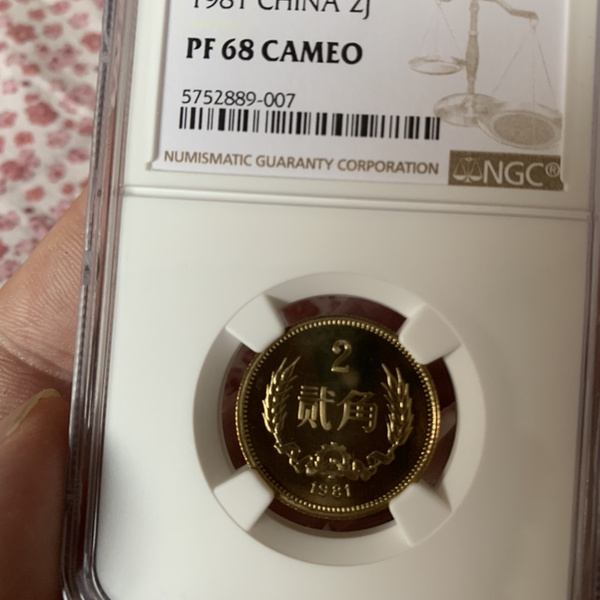 1981 CHINA 2J
PF 68 CAMEO
5752889-007
NUMISMATIC GUARANTY CORPORATION
NGC®
2
贰角
1981